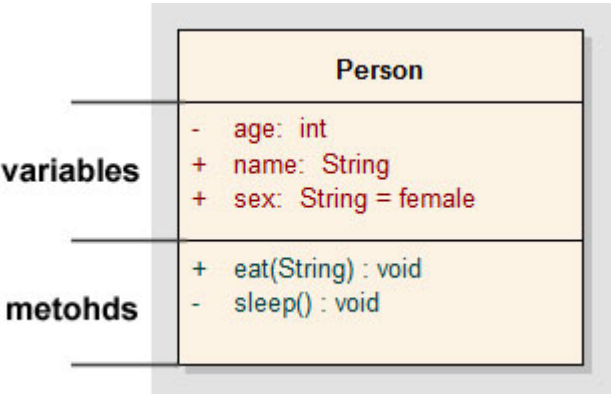 Person
variables
- age: int
+ name: String
+ sex: String = female
metohds
+ eat(String) : void
- sleep() : void